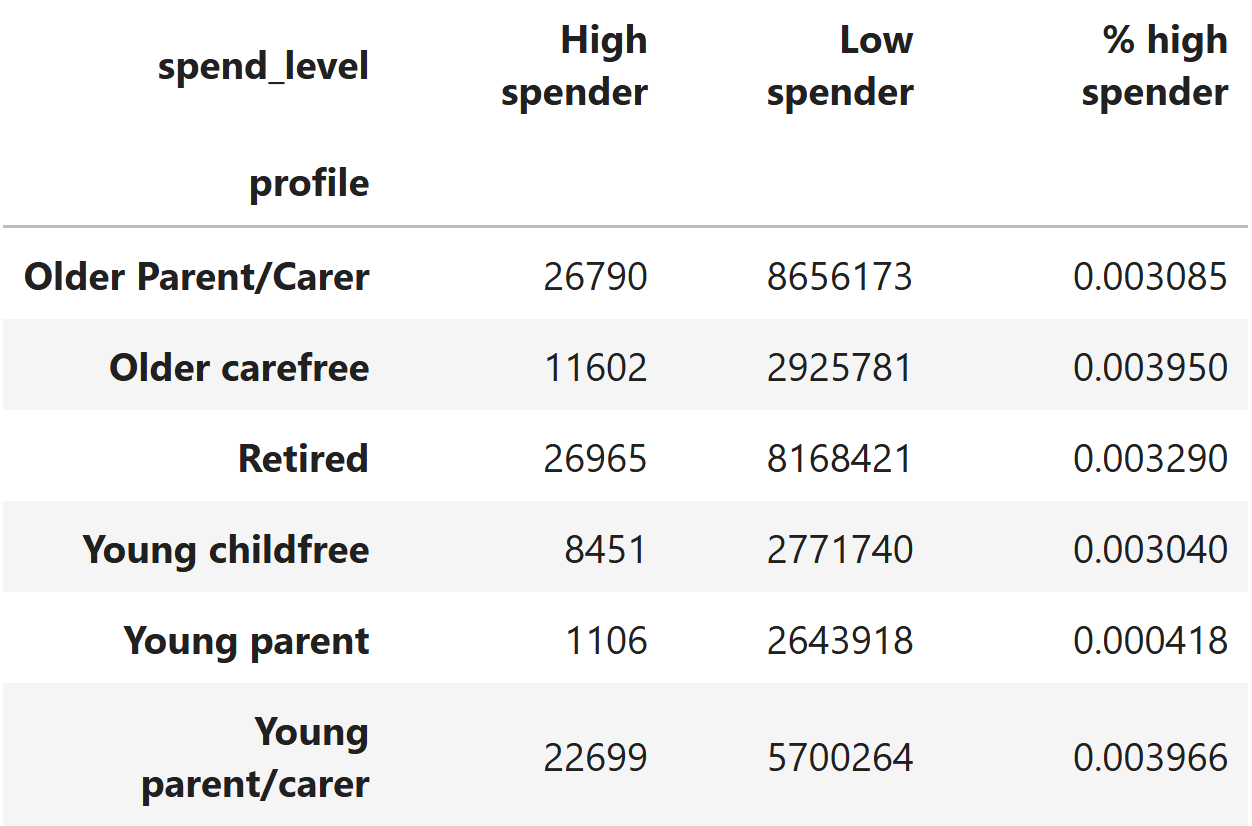 spend_level High spender Low spender % high spender
profile
Older Parent/Carer 26790 8656173 0.003085
Older carefree 11602 2925781 0.003950
Retired 26965 8168421 0.003290
Young childfree 8451 2771740 0.003040
Young parent 1106 2643918 0.000418
Young parent/carer 22699 5700264 0.003966